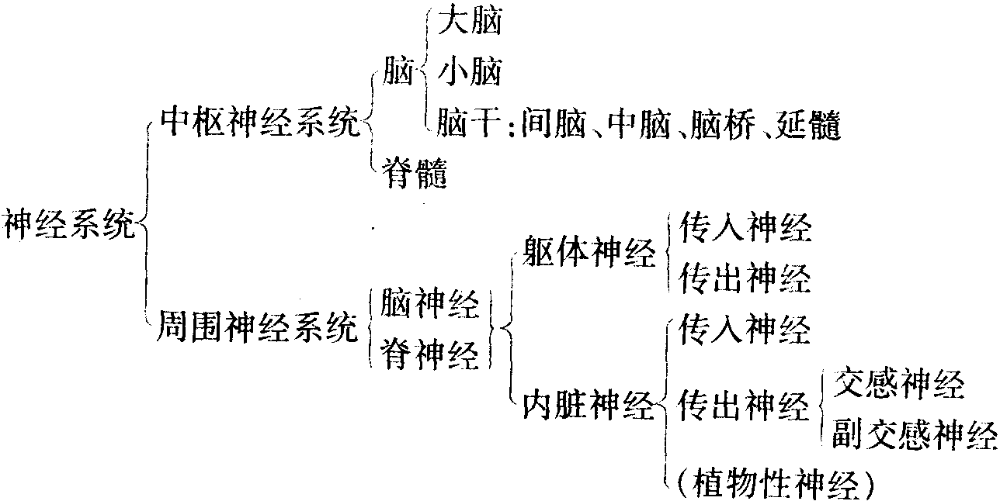 大脑
脑
小脑
中枢神经系统
脑干:间脑、中脑、脑桥、延髓
脊髓
神经系统
传入神经
躯体神经
传出神经
脑神经
周围神经系统
脊神经
传入神经
内脏神经
传出神经
交感神经
副交感神经
(植物性神经)